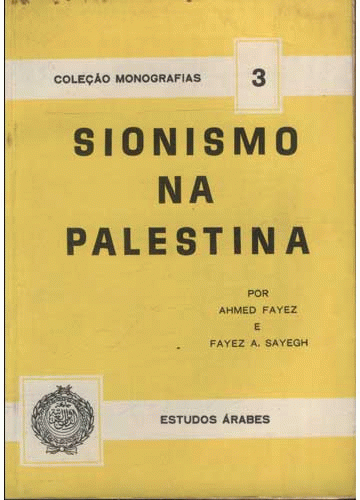 COLEÇÃO MONOGRAFIAS
3
SIONISMO
NA
PALESTINA
POR
AHMED FAYEZ
E
FAYEZ A. SAYEGH
ESTUDOS ÁRABES